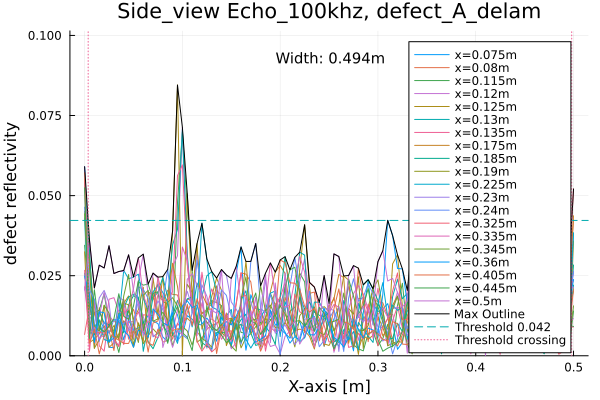 Side_view Echo_100khz, defect_A_delam
Width: 0.494m
x=0.075m
x=0.08m
x=0.115m
x=0.12m
x=0.125m
x=0.13m
x=0.135m
x=0.175m
x=0.185m
x=0.19m
x=0.225m
x=0.23m
x=0.24m
x=0.325m
x=0.335m
x=0.345m
x=0.36m
x=0.405m
x=0.445m
x=0.5m
Max Outline
Threshold 0.042
Threshold crossing
defect reflectivity
0.100
0.075
0.050
0.025
0.000
0.0 0.1 0.2 0.3 0.4 0.5
X-axis [m]